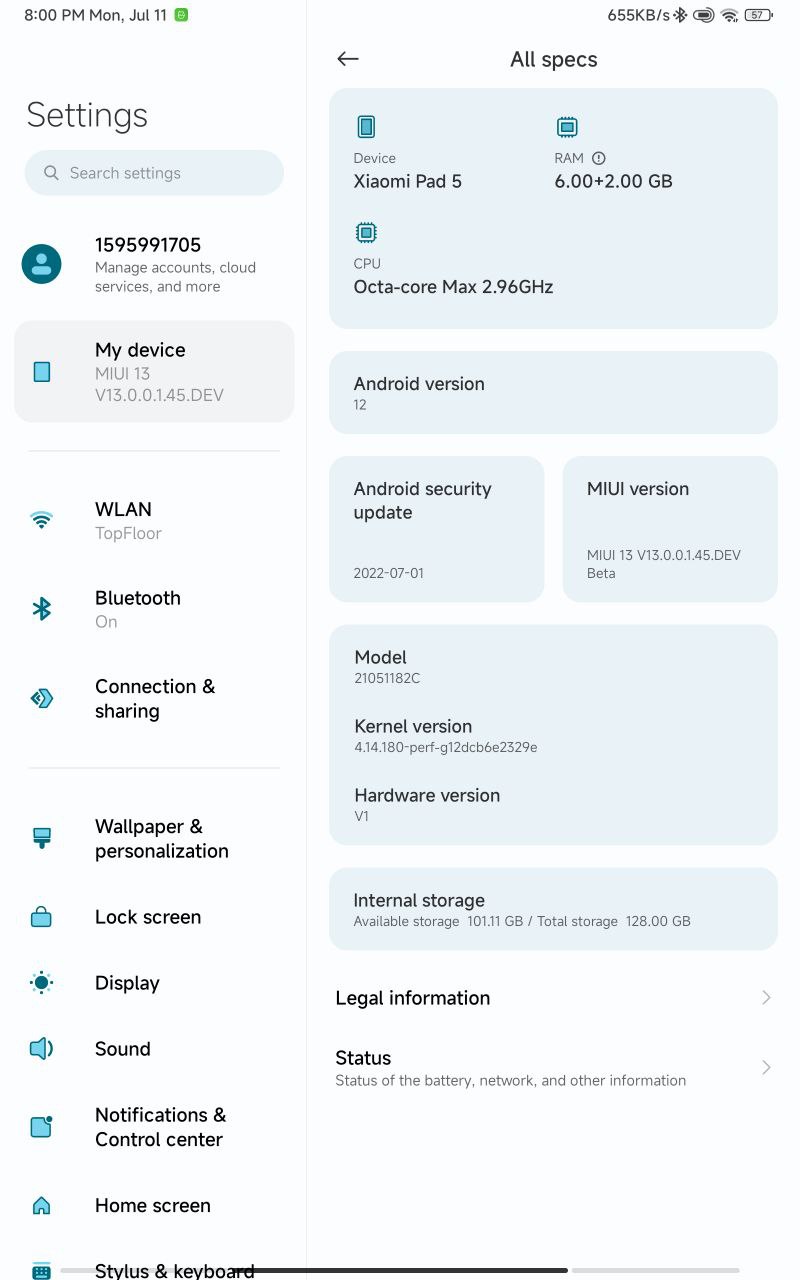 8:00 PM Mon, Jul 11
655KB/s
57
Settings
Search settings
1595991705
Manage accounts, cloud
services, and more
My device
MIUI 13
V13.0.0.1.45.DEV
WLAN
TopFloor
Bluetooth
On
Connection &
sharing
Wallpaper &
personalization
Lock screen
Display
Sound
Notifications &
Control center
Home screen
Stylus & keyboard
All specs
Device
Xiaomi Pad 5
RAM
6.00+2.00 GB
CPU
Octa-core Max 2.96GHz
Android version
12
Android security
update
2022-07-01
MIUI version
MIUI 13 V13.0.0.1.45.DEV
Beta
Model
21051182C
Kernel version
4.14.180-perf-g12dcb6e2329e
Hardware version
V1
Internal storage
Available storage 101.11 GB / Total storage 128.00 GB
Legal information
Status
Status of the battery, network, and other information